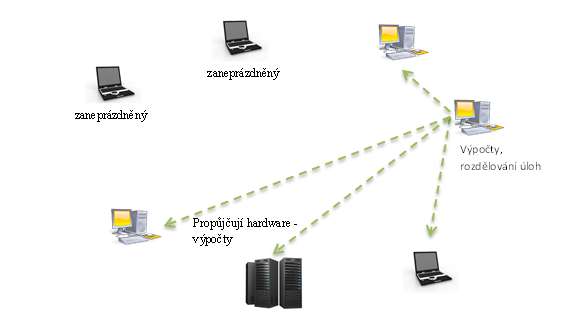 zaneprázdněný
zaneprázdněný
Výpočty,
rozdělování úloh
Propůjčují hardware -
výpočty